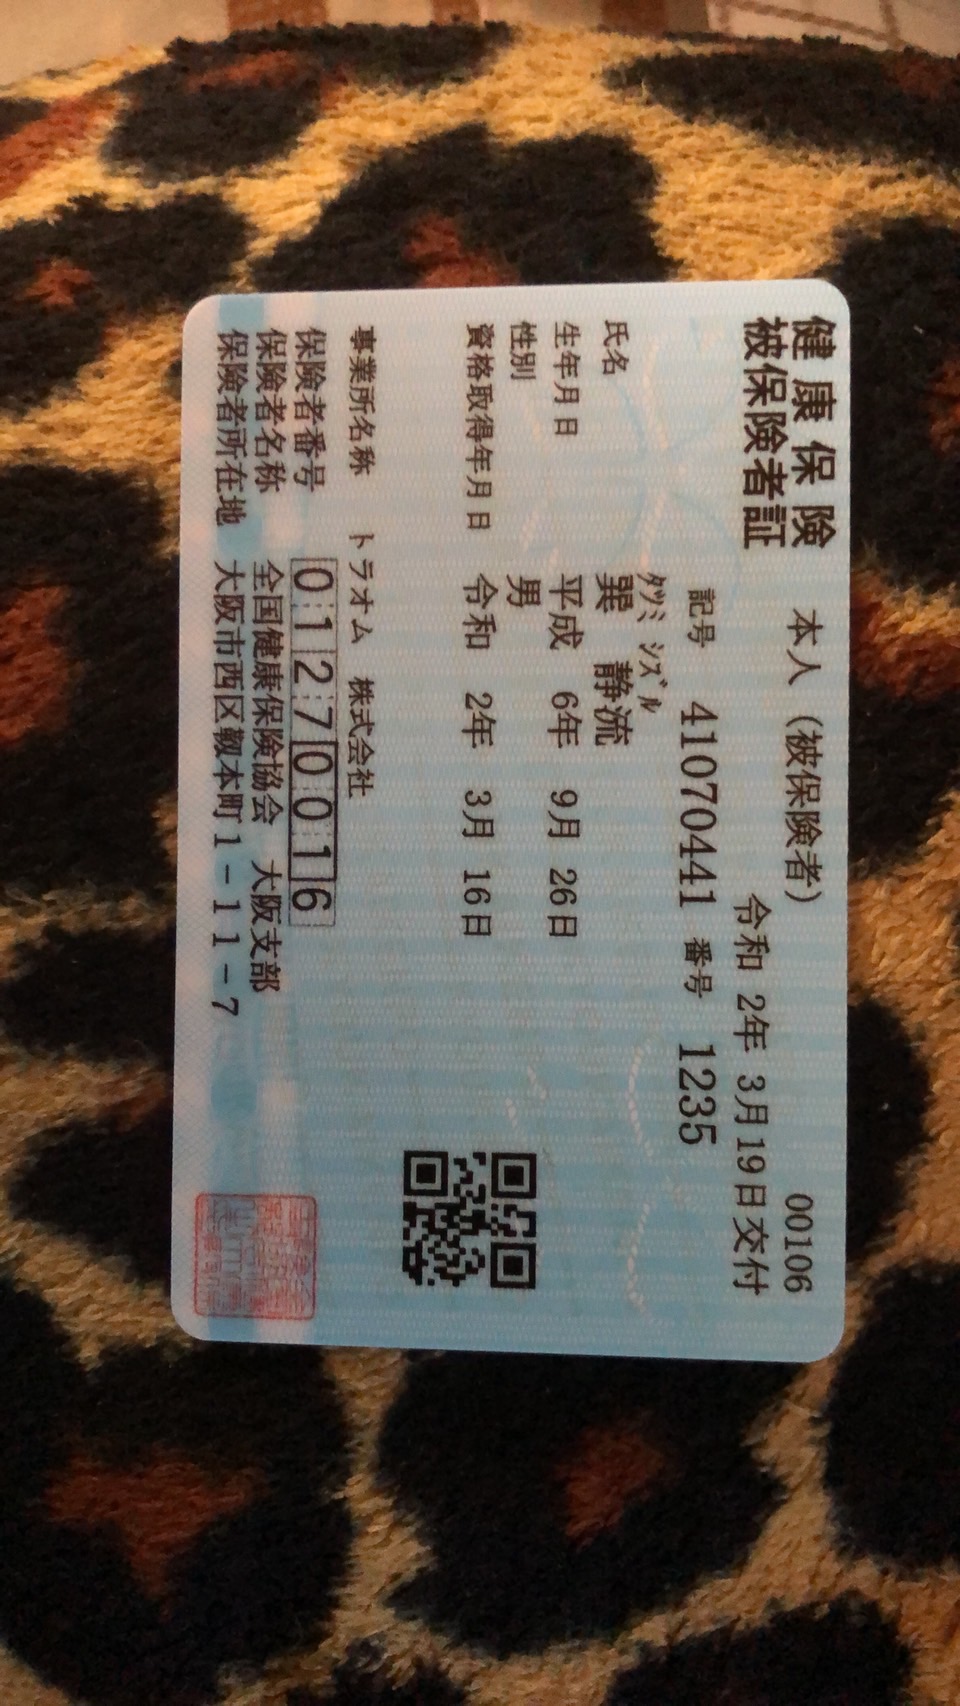 健康保険 本人（被保険者） 00106
被保険者証 令和 2年 3月19日交付
記号 41070441 番号 1235
ﾀﾂﾐ ｼｽﾞﾙ
氏名 巽 静流
生年月日 平成 6年 9月 26日
性別 男
資格取得年月日 令和 2年 3月 16日
事業所名称 トラオム 株式会社
保険者番号 01270016
保険者名称 全国健康保険協会 大阪支部
保険者所在地 大阪市西区靱本町1－11－7